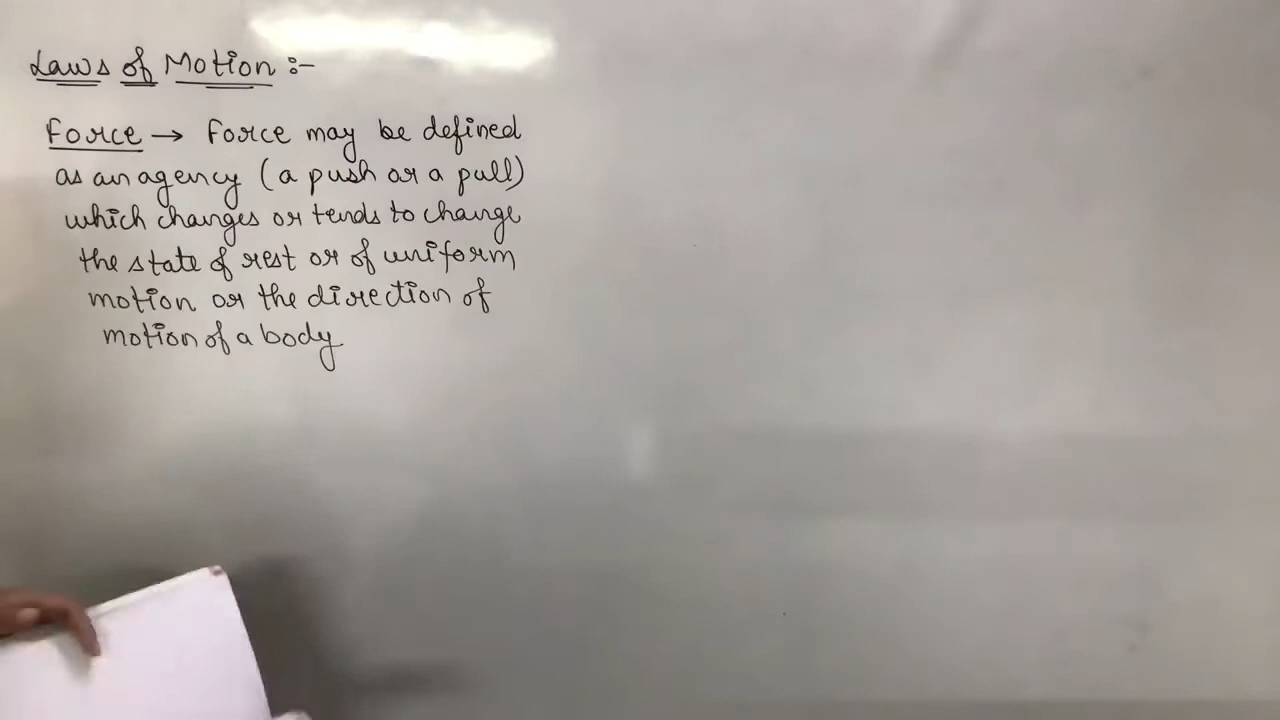 Laws of Motion :-
Force → Force may be defined
as an agency (a push or a pull)
which changes or tends to change
the state of rest or of uniform
motion or the direction of
motion of a body